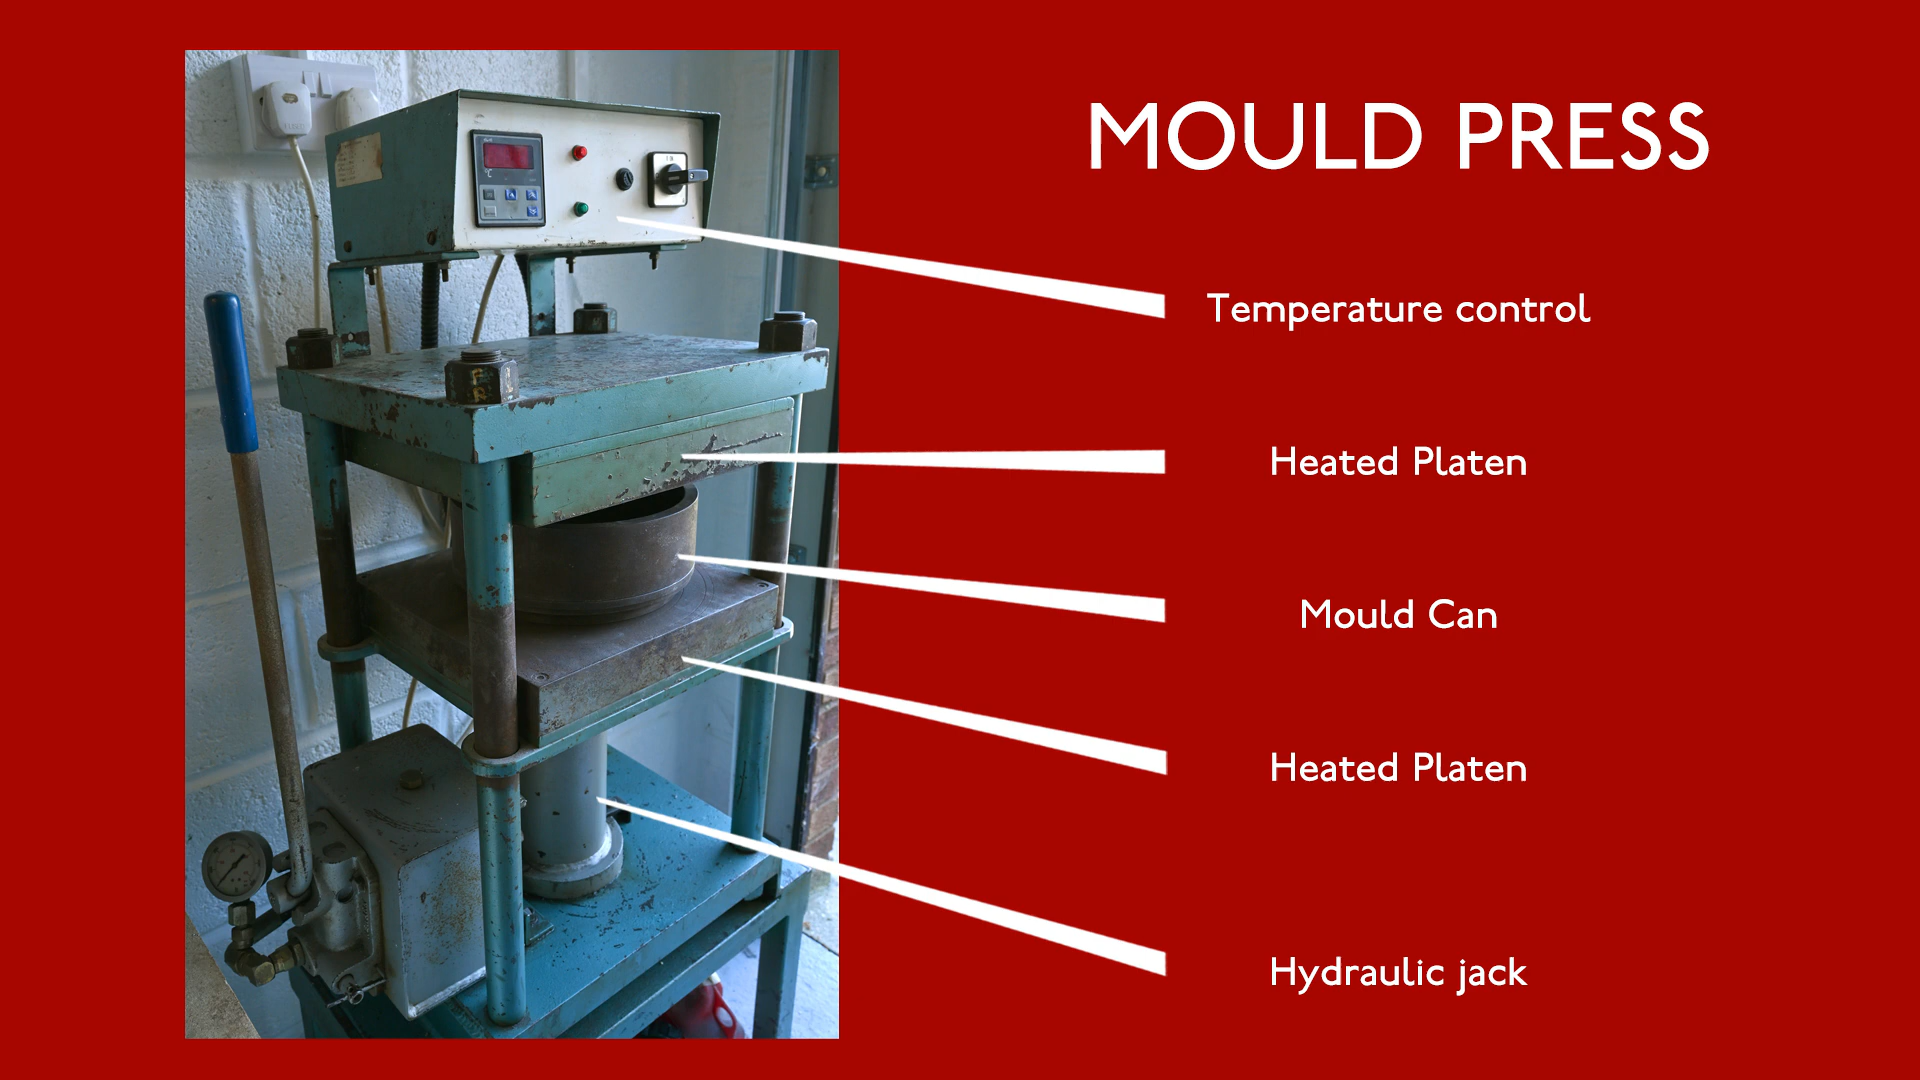 MOULD PRESS
Temperature control
Heated Platen
Mould Can
Heated Platen
Hydraulic jack
°C
F
R